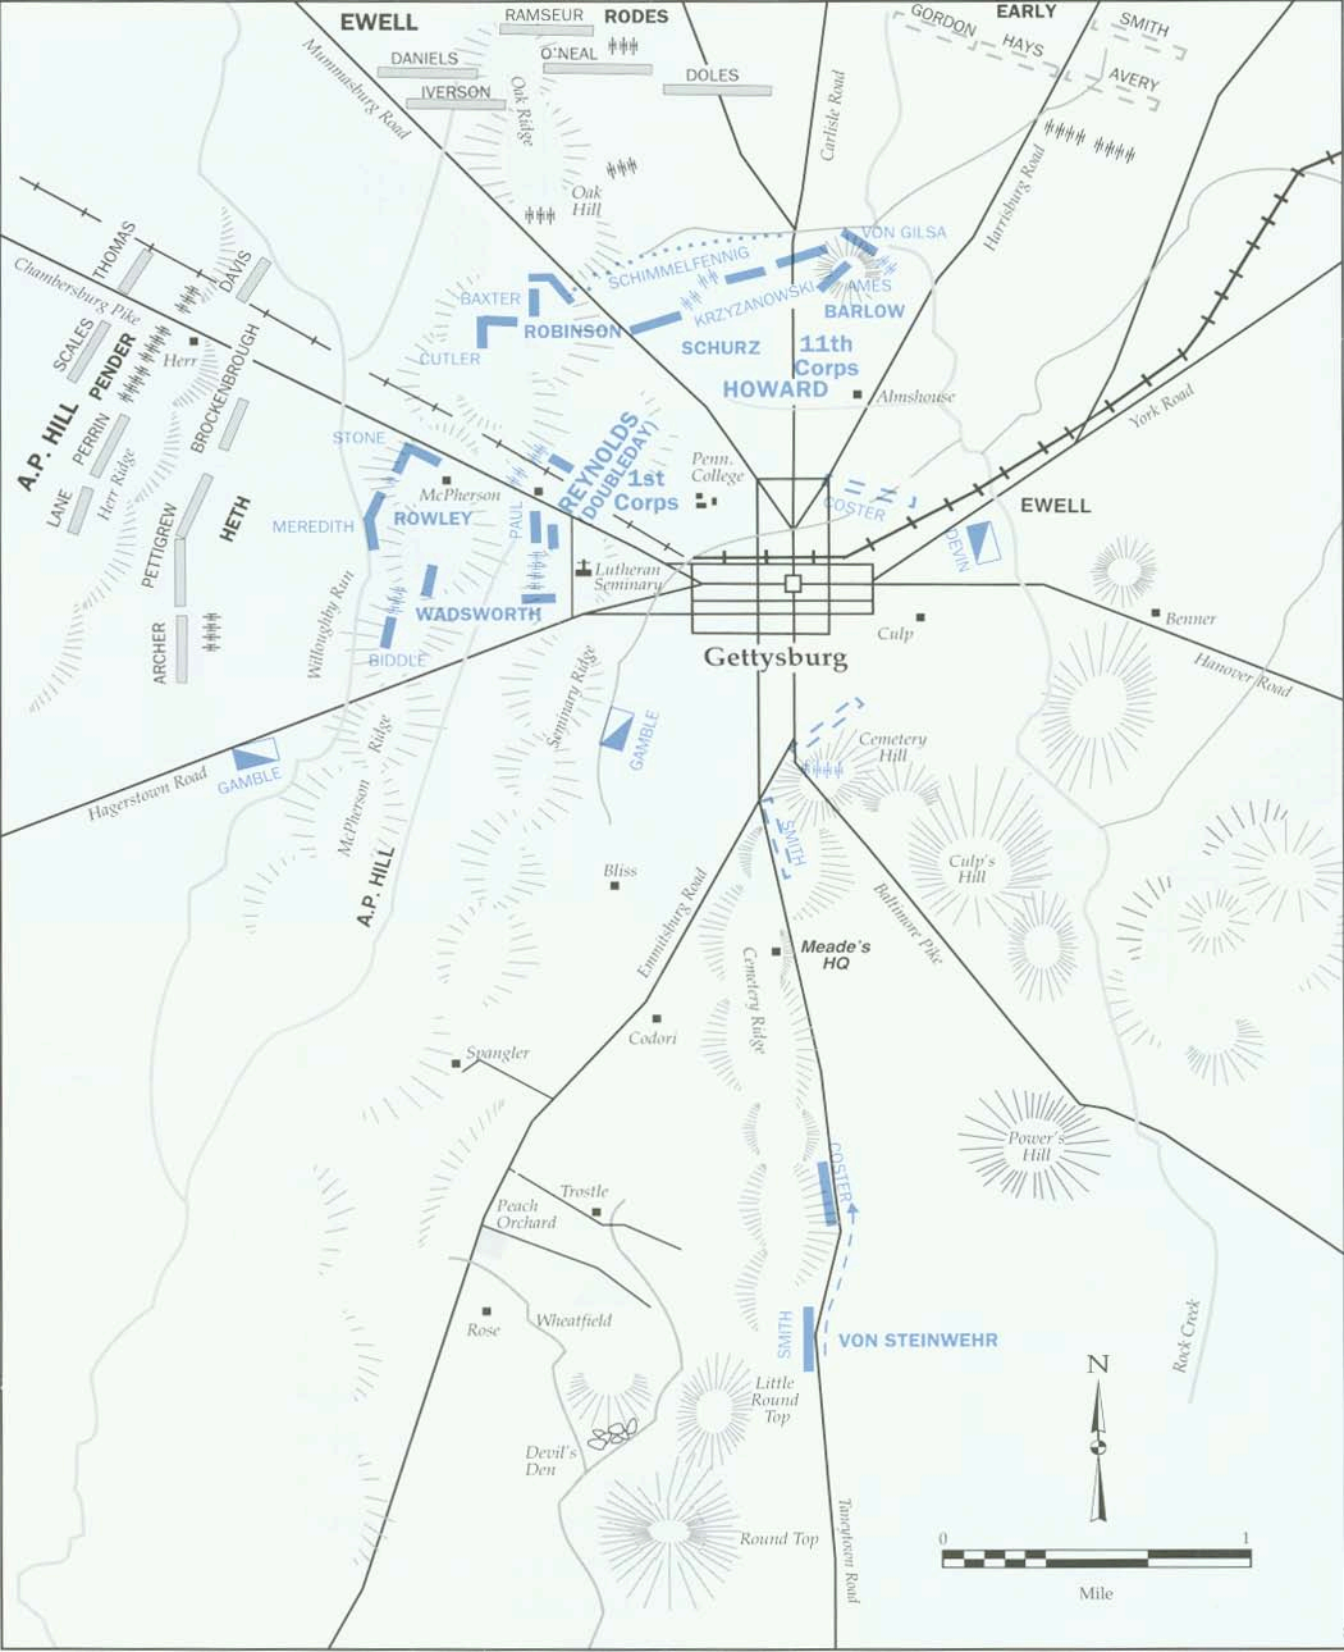 EWELL
RAMSEUR
RODES
EARLY
GORDON
HAYS
SMITH
AVERY
DANIELS
O'NEAL
DOLES
IVERSON
Mummasburg Road
Oak Ridge
Carlisle Road
Harrisburg Road
Oak
Hill
THOMAS
DAVIS
Chambersburg Pike
VON GILSA
SCHIMMELFENNIG
KRZYZANOWSKI
AMES
BARLOW
BAXTER
ROBINSON
CUTLER
SCHURZ
11th
Corps
HOWARD
SCALES
PENDER
Herr
BROCKENBROUGH
A.P. HILL
PERRIN
LANE
Herr Ridge
PETTIGREW
HETH
ARCHER
Almshouse
York Road
STONE
McPherson
ROWLEY
MEREDITH
PAUL
REYNOLDS
(DOUBLEDAY)
1st
Corps
Penn.
College
COSTER
EWELL
DEVIN
Lutheran
Seminary
WADSWORTH
BIDDLE
Willoughby Run
Culp
Benner
Hanover Road
Gettysburg
Seminary Ridge
GAMBLE
GAMBLE
Hagerstown Road
McPherson
Ridge
A.P. HILL
Cemetery
Hill
SMITH
Culp's
Hill
Bliss
Emmitsburg Road
Baltimore Pike
Meade's
HQ
Cemetery Ridge
Codori
Spangler
Power's
Hill
COSTER
Trostle
Peach
Orchard
Rose
Wheatfield
SMITH
VON STEINWEHR
Rock Creek
Little
Round
Top
Devil's
Den
Round Top
Taneytown Road
N
0 1
Mile